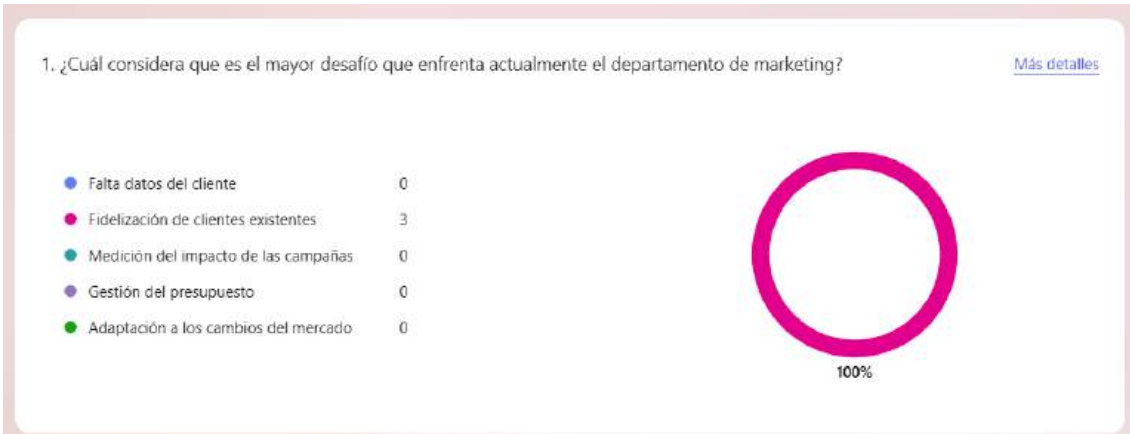 1. ¿Cuál considera que es el mayor desafío que enfrenta actualmente el departamento de marketing?
Más detalles
Falta datos del cliente 0
Fidelización de clientes existentes 3
Medición del impacto de las campañas 0
Gestión del presupuesto 0
Adaptación a los cambios del mercado 0
100%